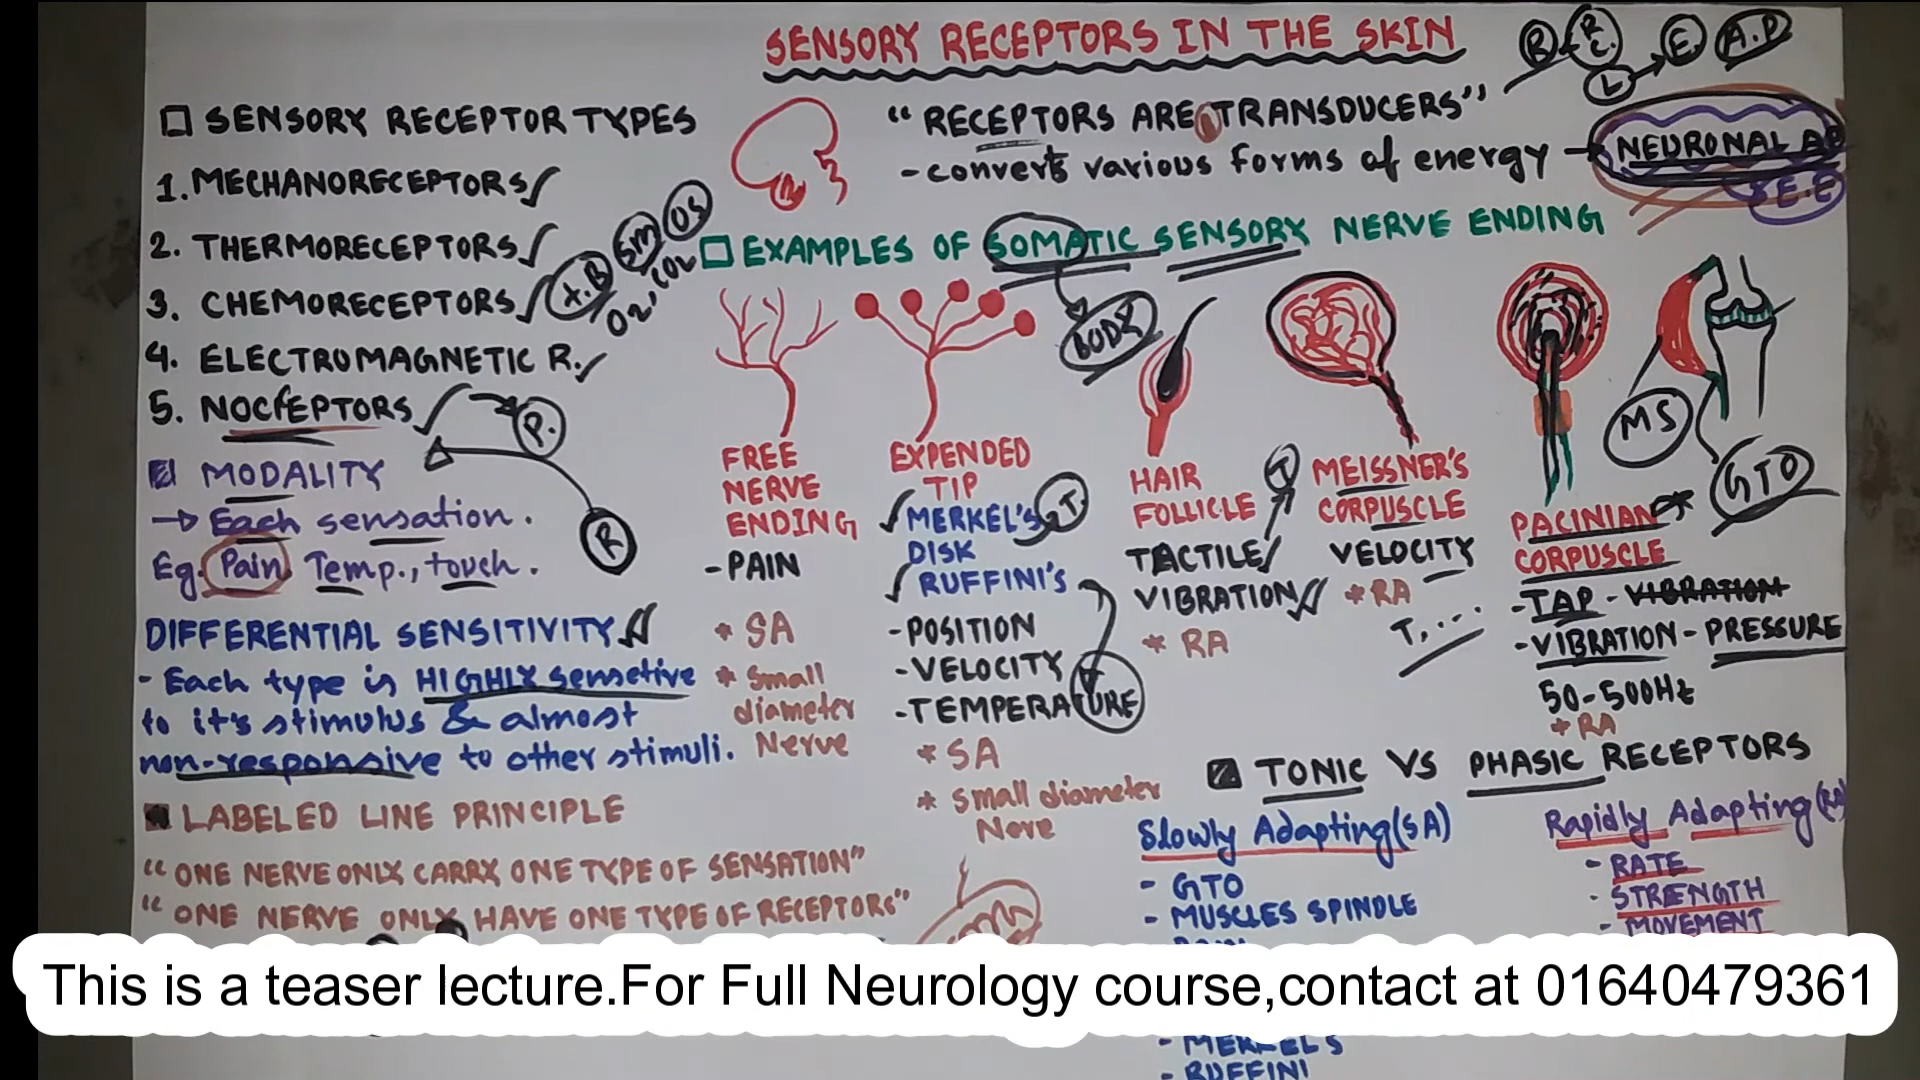 SENSORY RECEPTORS IN THE SKIN
SENSORY RECEPTOR TYPES
1. MECHANORECEPTORS
2. THERMORECEPTORS
3. CHEMORECEPTORS
O2, CO2
4. ELECTROMAGNETIC R.
5. NOCIEPTORS
P.
R
MODALITY
→ Each sensation.
Eg. Pain, Temp., touch.
DIFFERENTIAL SENSITIVITY
- Each type is HIGHLY sensetive
to it's stimulus & almost
non-responsive to other stimuli.
LABELED LINE PRINCIPLE
"ONE NERVE ONLY CARRY ONE TYPE OF SENSATION"
"ONE NERVE ONLY HAVE ONE TYPE OF RECEPTORS"
"RECEPTORS ARE TRANSDUCERS"
- converts various forms of energy → NEURONAL AP
E.E
R
L
E.
A.P
EXAMPLES OF SOMATIC SENSORY NERVE ENDING
BODY
FREE
NERVE
ENDING
- PAIN
* SA
* Small
diameter
Nerve
EXPENDED
TIP
MERKEL'S T.
DISK
RUFFINI'S
- POSITION
- VELOCITY
- TEMPERATURE
* SA
* Small diameter
Nerve
HAIR
FOLLICLE
T
TACTILE
VIBRATION
* RA
MEISSNER'S
CORPUSCLE
VELOCITY
* RA
T, ...
MS
GTO
PACINIAN
CORPUSCLE
- TAP - VIBRATION
- VIBRATION - PRESSURE
50-500Hz
* RA
TONIC VS PHASIC RECEPTORS
Slowly Adapting (SA)
- GTO
- MUSCLES SPINDLE
- MERKEL'S
- RUFFINI
Rapidly Adapting (RA)
- RATE
- STRENGTH
- MOVEMENT
This is a teaser lecture.For Full Neurology course,contact at 01640479361